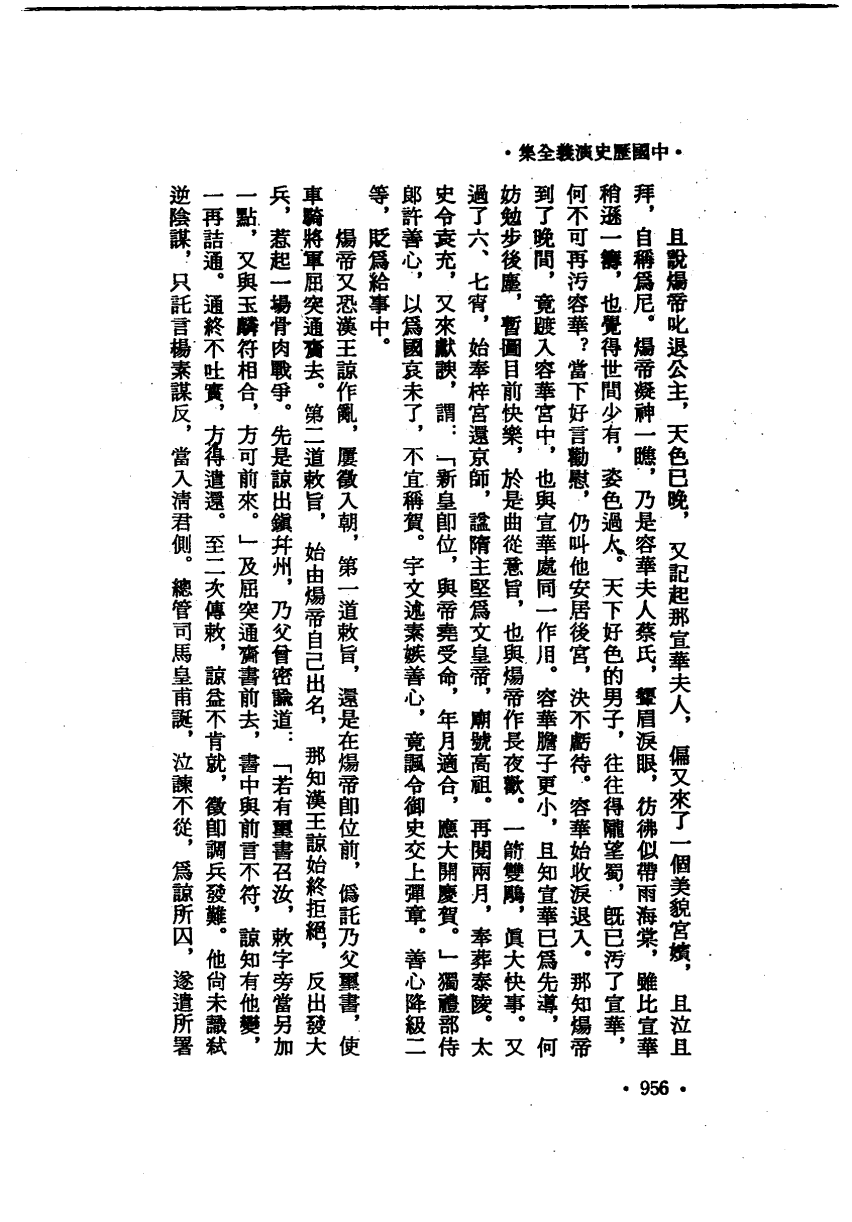 ·中國歷史演義全集·
且說煬帝叱退公主，天色已晚，又記起那宣華夫人，偏又來了一個美貌宮嬪，且泣且
拜，自稱爲尼。煬帝凝神一瞧，乃是容華夫人蔡氏，顰眉淚眼，彷彿似帶雨海棠，雖比宣華
稍遜一籌，也覺得世間少有，姿色過人。天下好色的男子，往往得隴望蜀，旣已汚了宣華，
何不可再汚容華？當下好言勸慰，仍叫他安居後宮，決不虧待。容華始收淚退入。那知煬帝
到了晚間，竟踱入容華宮中，也與宣華處同一作用。容華膽子更小，且知宣華已爲先導，何
妨勉步後塵，暫圖目前快樂，於是曲從意旨，也與煬帝作長夜歡。一箭雙鵰，眞大快事。又
過了六、七宵，始奉梓宮還京師，諡隋主堅爲文皇帝，廟號高祖。再閱兩月，奉葬泰陵。太
史令袁充，又來獻諛，謂：「新皇卽位，與帝堯受命，年月適合，應大開慶賀。」獨禮部侍
郞許善心，以爲國哀未了，不宜稱賀。宇文述素嫉善心，竟諷令御史交上彈章。善心降級二
等，貶爲給事中。
煬帝又恐漢王諒作亂，屢徵入朝，第一道敕旨，還是在煬帝卽位前，僞託乃父璽書，使
車騎將軍屈突通齎去。第二道敕旨，始由煬帝自己出名，那知漢王諒始終拒絕，反出發大
兵，惹起一場骨肉戰爭。先是諒出鎭幷州，乃父曾密諭道：「若有璽書召汝，敕字旁當另加
一點，又與玉麟符相合，方可前來。」及屈突通齎書前去，書中與前言不符，諒知有他變，
一再詰通。通終不吐實，方得遣還。至二次傳敕，諒益不肯就徵，卽調兵發難。他尙未識弑
逆陰謀，只託言楊素謀反，當入淸君側。總管司馬皇甫誕，泣諫不從，爲諒所囚，遂遣所署
·956·